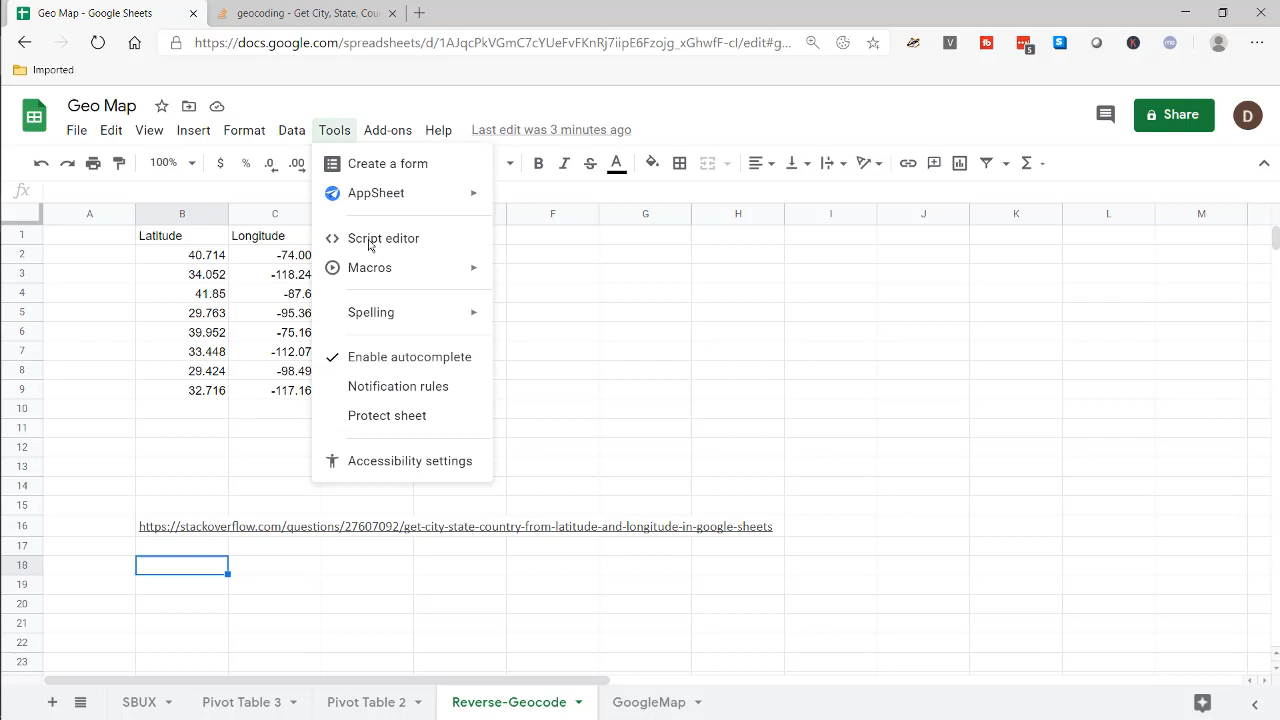 Geo Map - Google Sheets
geocoding - Get City, State, Cou
https://docs.google.com/spreadsheets/d/1AJqcPkVGmC7cYUeFvFKnRj7iipE6Fzojg_xGhwfF-cI/edit#g...
Imported
Geo Map
File Edit View Insert Format Data Tools Add-ons Help Last edit was 3 minutes ago
Share
D
100% $ % .0 .00
Create a form
AppSheet
Script editor
Macros
Spelling
Enable autocomplete
Notification rules
Protect sheet
Accessibility settings
fx
A B C F G H I J K L M
1 Latitude Longitude
2 40.714 -74.00
3 34.052 -118.24
4 41.85 -87.6
5 29.763 -95.36
6 39.952 -75.16
7 33.448 -112.07
8 29.424 -98.49
9 32.716 -117.16
10
11
12
13
14
15
16 https://stackoverflow.com/questions/27607092/get-city-state-country-from-latitude-and-longitude-in-google-sheets
17
18
19
20
21
22
23
SBUX Pivot Table 3 Pivot Table 2 Reverse-Geocode GoogleMap